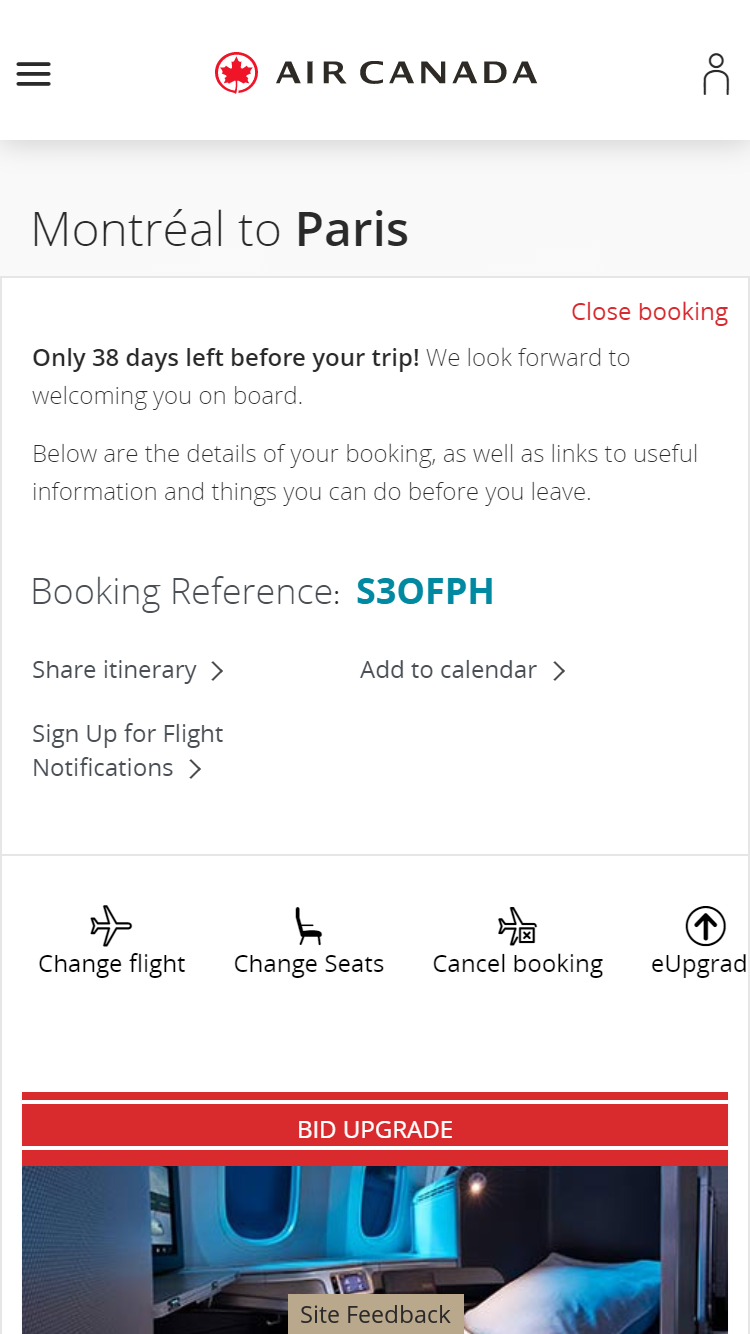 AIR CANADA
Montréal to Paris
Close booking
Only 38 days left before your trip! We look forward to
welcoming you on board.
Below are the details of your booking, as well as links to useful
information and things you can do before you leave.
Booking Reference: S3OFPH
Share itinerary
Add to calendar
Sign Up for Flight
Notifications
Change flight
Change Seats
Cancel booking
eUpgrad
BID UPGRADE
Site Feedback